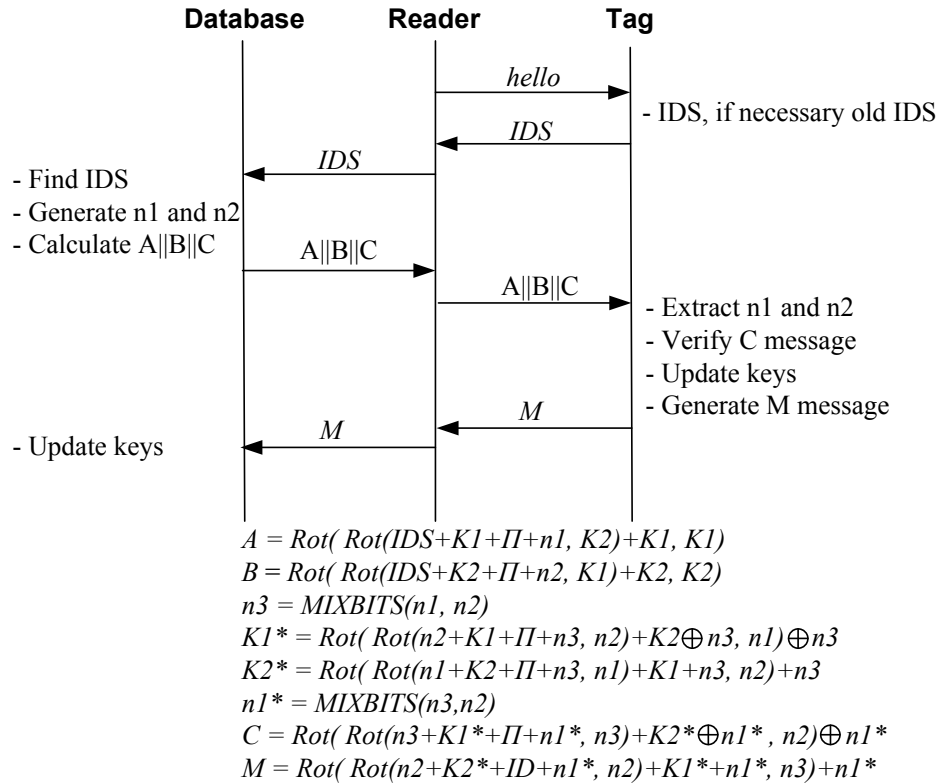 Database Reader Tag
hello
- IDS, if necessary old IDS
IDS
IDS
- Find IDS
- Generate n1 and n2
- Calculate A||B||C
A||B||C
A||B||C
- Extract n1 and n2
- Verify C message
- Update keys
- Generate M message
M
M
- Update keys
A = Rot( Rot(IDS+K1+Π+n1, K2)+K1, K1)
B = Rot( Rot(IDS+K2+Π+n2, K1)+K2, K2)
n3 = MIXBITS(n1, n2)
K1* = Rot( Rot(n2+K1+Π+n3, n2)+K2⊕n3, n1)⊕n3
K2* = Rot( Rot(n1+K2+Π+n3, n1)+K1+n3, n2)+n3
n1* = MIXBITS(n3,n2)
C = Rot( Rot(n3+K1*+Π+n1*, n3)+K2*⊕n1*, n2)⊕n1*
M = Rot( Rot(n2+K2*+ID+n1*, n2)+K1*+n1*, n3)+n1*